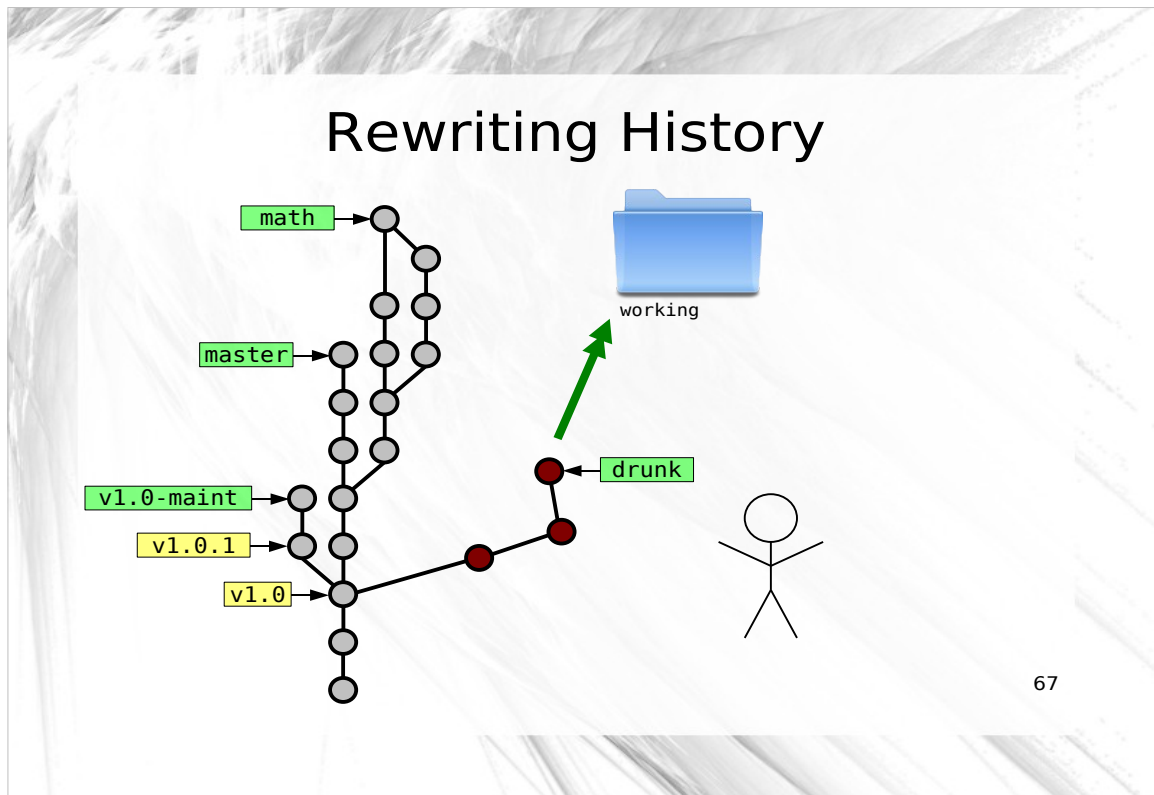 Rewriting History
math
working
master
drunk
v1.0-maint
v1.0.1
v1.0
67